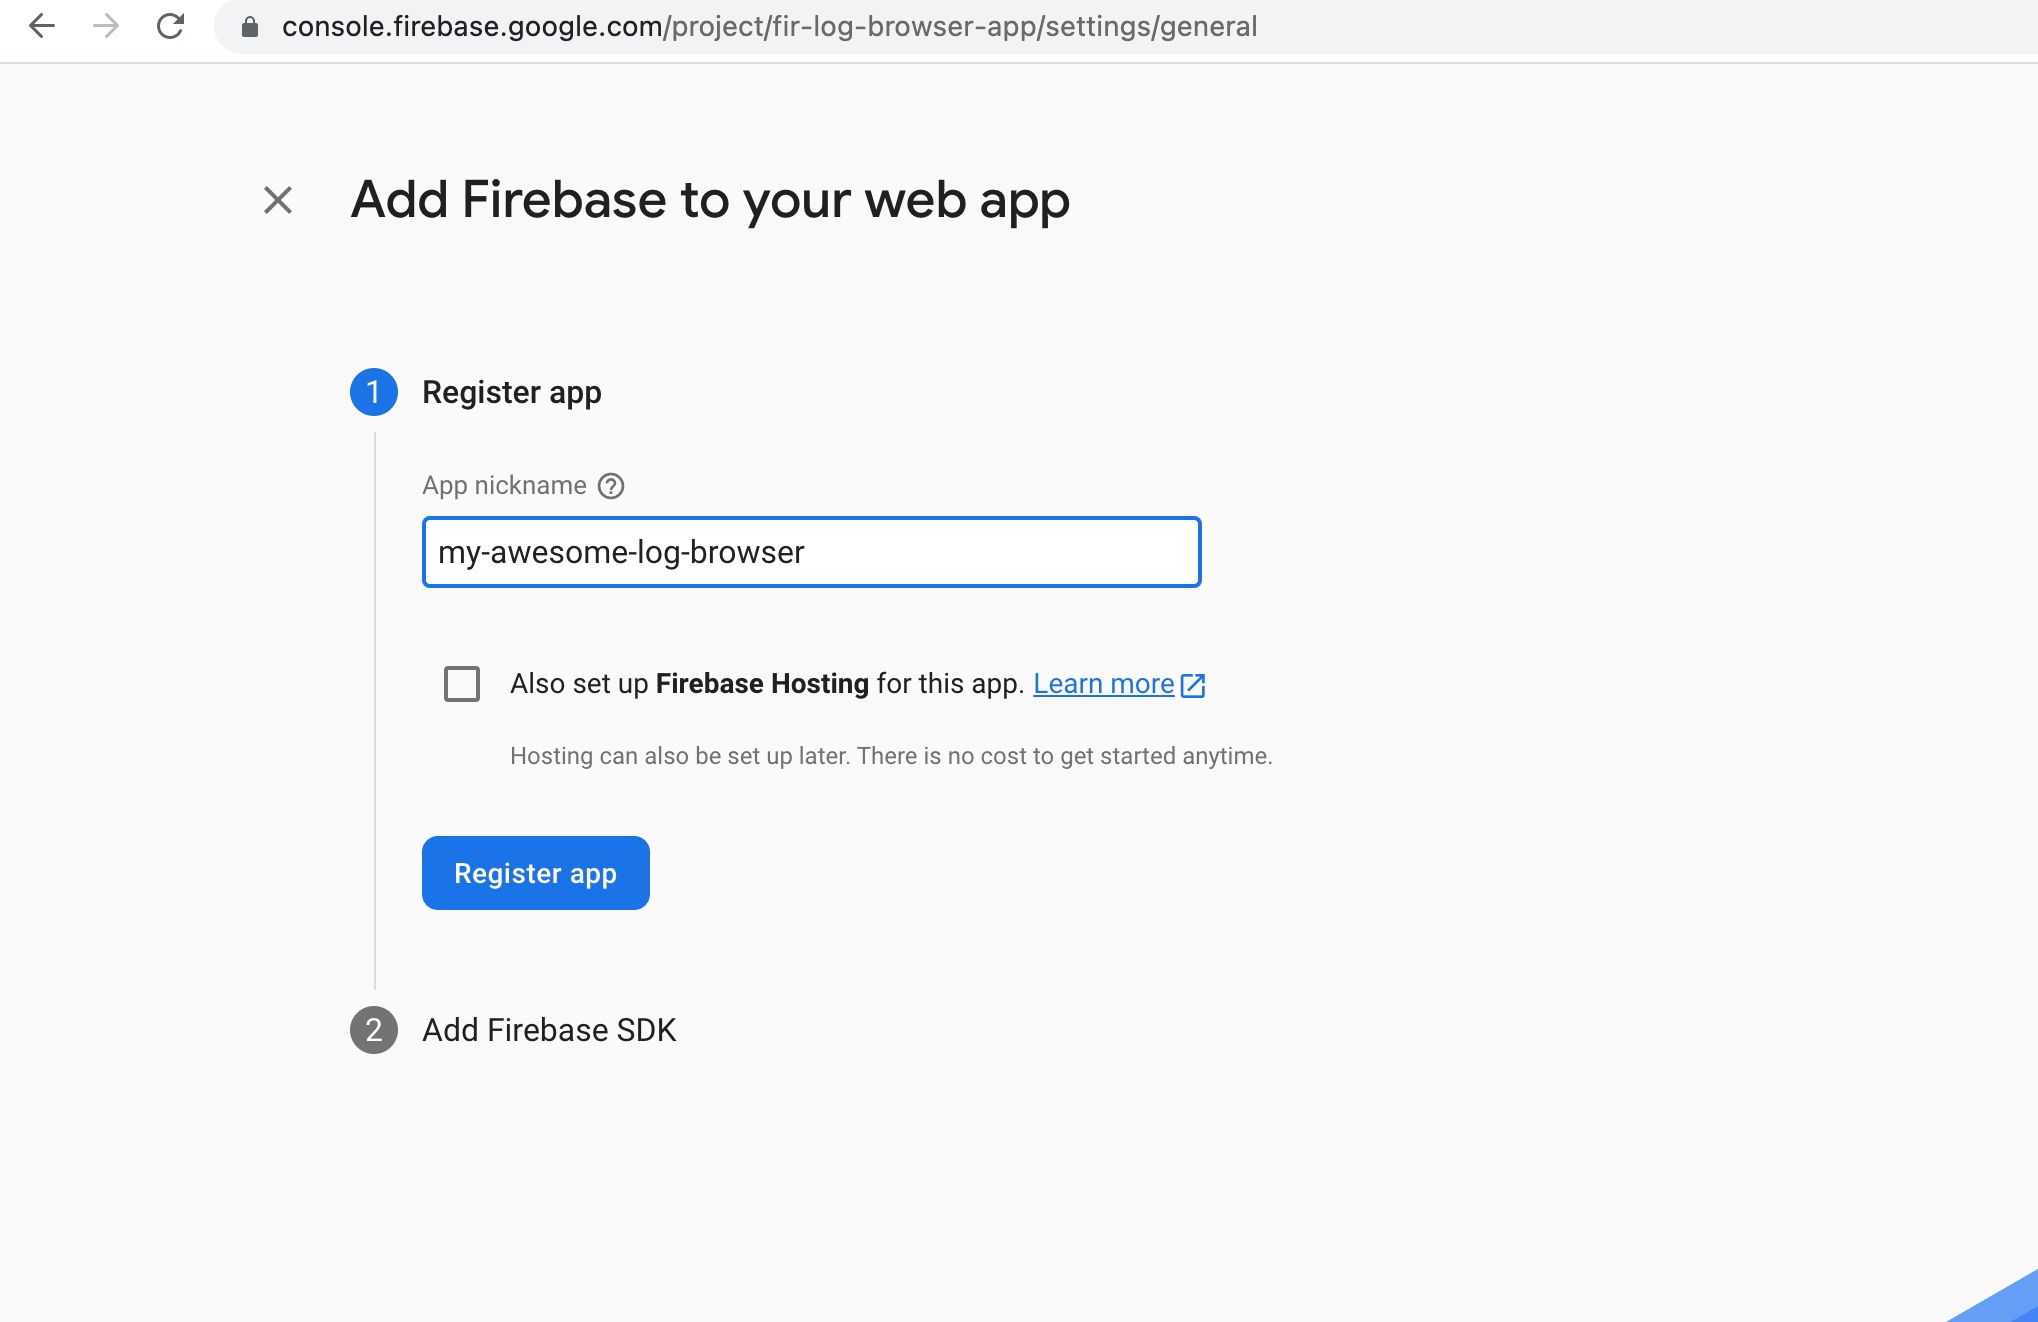 console.firebase.google.com/project/fir-log-browser-app/settings/general
Add Firebase to your web app
1 Register app
App nickname ?
my-awesome-log-browser
Also set up Firebase Hosting for this app. Learn more
Hosting can also be set up later. There is no cost to get started anytime.
Register app
2 Add Firebase SDK